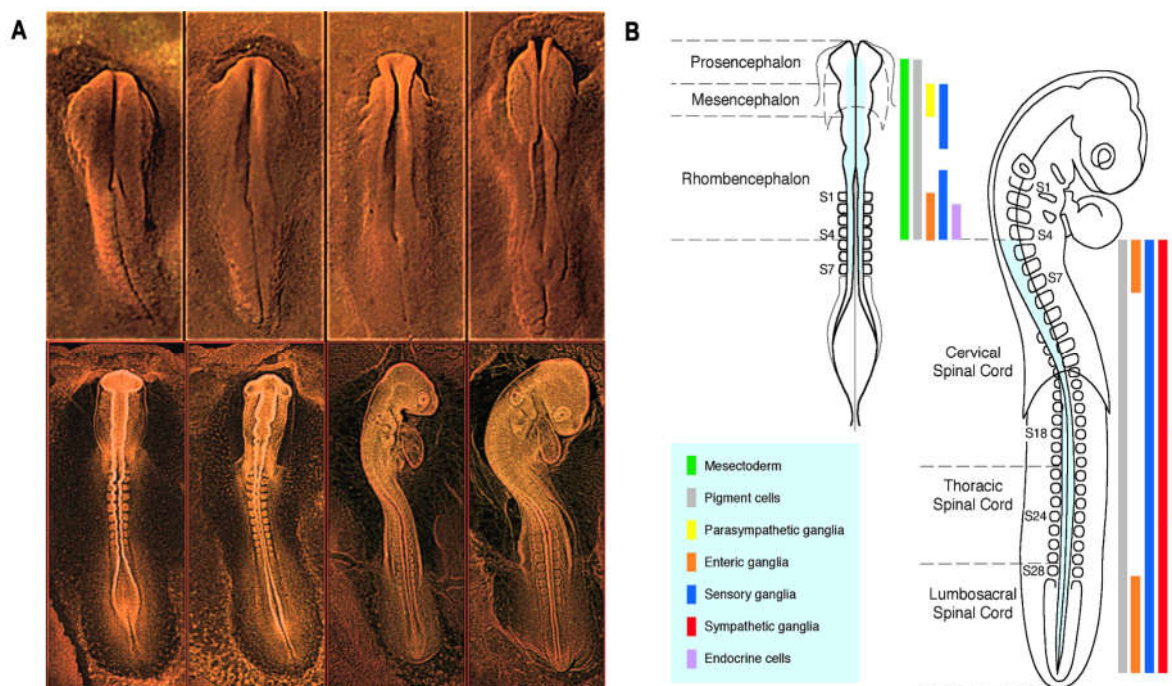 A
B
Prosencephalon
Mesencephalon
Rhombencephalon
S1
S4
S7
S1
S4
S7
Cervical
Spinal Cord
S18
Thoracic
Spinal Cord
S24
S28
Lumbosacral
Spinal Cord
Mesectoderm
Pigment cells
Parasympathetic ganglia
Enteric ganglia
Sensory ganglia
Sympathetic ganglia
Endocrine cells